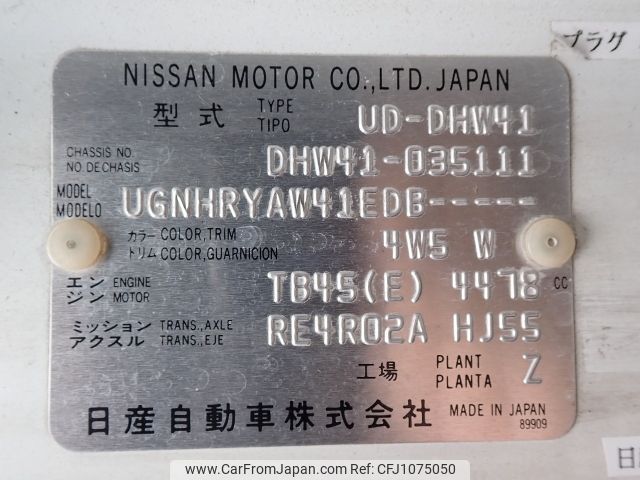 プラグ
NISSAN MOTOR CO.,LTD. JAPAN
型式 TYPE TIPO UD-DHW41
CHASSIS NO. NO. DE CHASIS DHW41-035111
MODEL MODELO UGNHRYAW41EDB-----
カラー COLOR,TRIM
トリム COLOR,GUARNICION 4W5 W
エンジン ENGINE MOTOR TB45(E) 4478 CC
ミッション TRANS.,AXLE
アクスル TRANS.,EJE RE4R02A HJ55
工場 PLANT PLANTA Z
日産自動車株式会社 MADE IN JAPAN
89909
日
www.CarFromJapan.com
© CarFromJapan.com - CFJ1075050